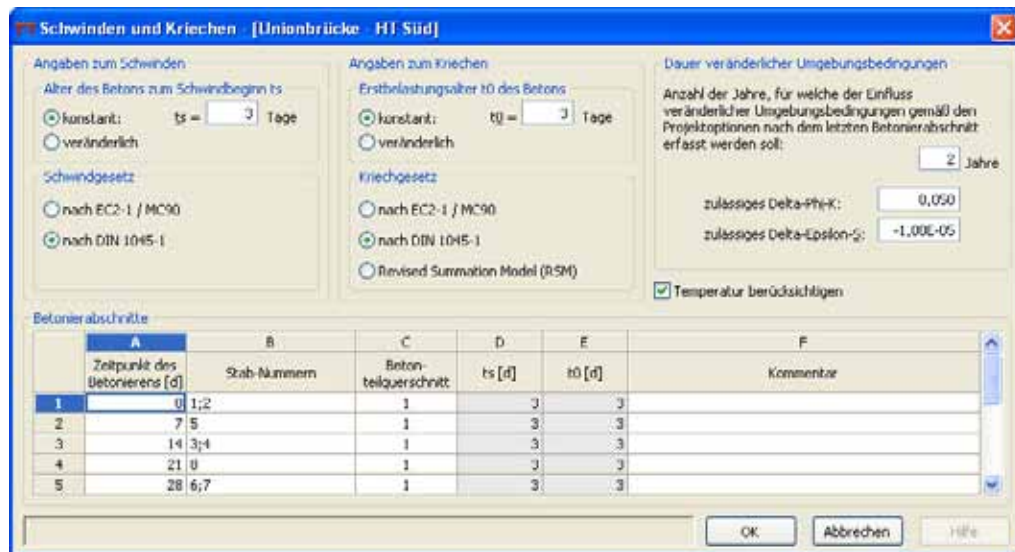 Schwinden und Kriechen - [Unionbrücke - HT Süd]
Angaben zum Schwinden
Alter des Betons zum Schwindbeginn ts
konstant: ts = 3 Tage
veränderlich
Schwindgesetz
nach EC2-1 / MC90
nach DIN 1045-1
Angaben zum Kriechen
Erstbelastungsalter t0 des Betons
konstant: t0 = 3 Tage
veränderlich
Kriechgesetz
nach EC2-1 / MC90
nach DIN 1045-1
Revised Summation Model (RSM)
Dauer veränderlicher Umgebungsbedingungen
Anzahl der Jahre, für welche der Einfluss
veränderlicher Umgebungsbedingungen gemäß den
Projektoptionen nach dem letzten Betonierabschnitt
erfasst werden soll:
2 Jahre
zulässiges Delta-Phi-K: 0,050
zulässiges Delta-Epsilon-S: -1,00E-05
Temperatur berücksichtigen
Betonierabschnitte
A B C D E F
Zeitpunkt des Betonierens [d] Stab-Nummern Beton-teilquerschnitt ts [d] t0 [d] Kommentar
1 0 1;2 1 3 3
2 7 5 1 3 3
3 14 3;4 1 3 3
4 21 8 1 3 3
5 28 6;7 1 3 3
OK Abbrechen Hilfe